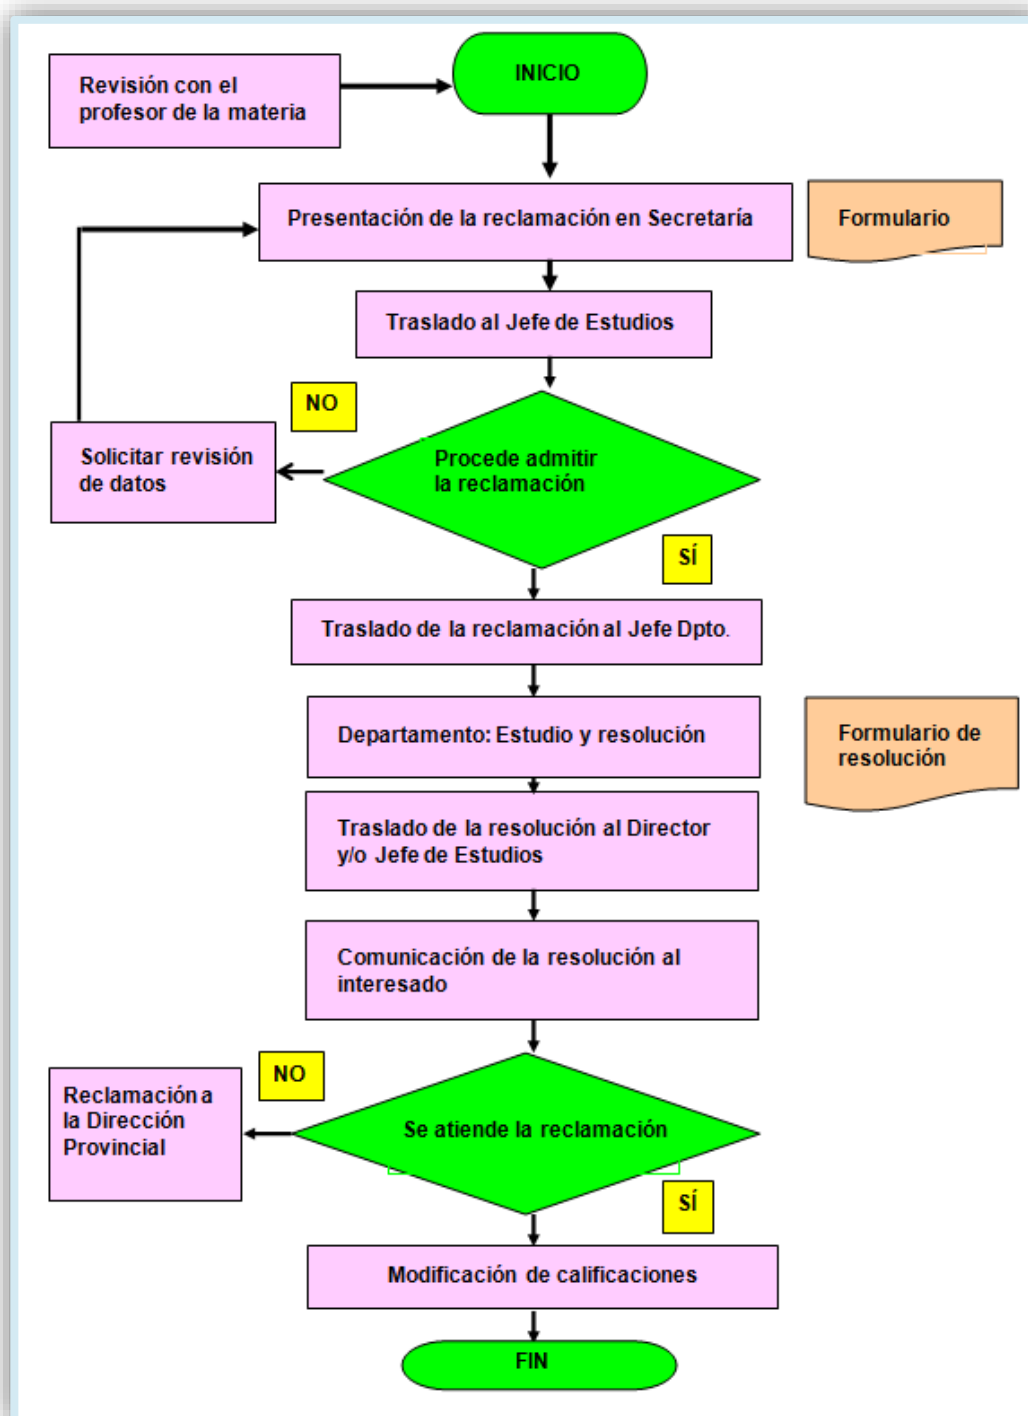 Revisión con el
profesor de la materia
INICIO
Presentación de la reclamación en Secretaría
Formulario
Traslado al Jefe de Estudios
NO
Solicitar revisión
de datos
Procede admitir
la reclamación
SÍ
Traslado de la reclamación al Jefe Dpto.
Departamento: Estudio y resolución
Formulario de
resolución
Traslado de la resolución al Director
y/o Jefe de Estudios
Comunicación de la resolución al
interesado
NO
Reclamación a
la Dirección
Provincial
Se atiende la reclamación
SÍ
Modificación de calificaciones
FIN